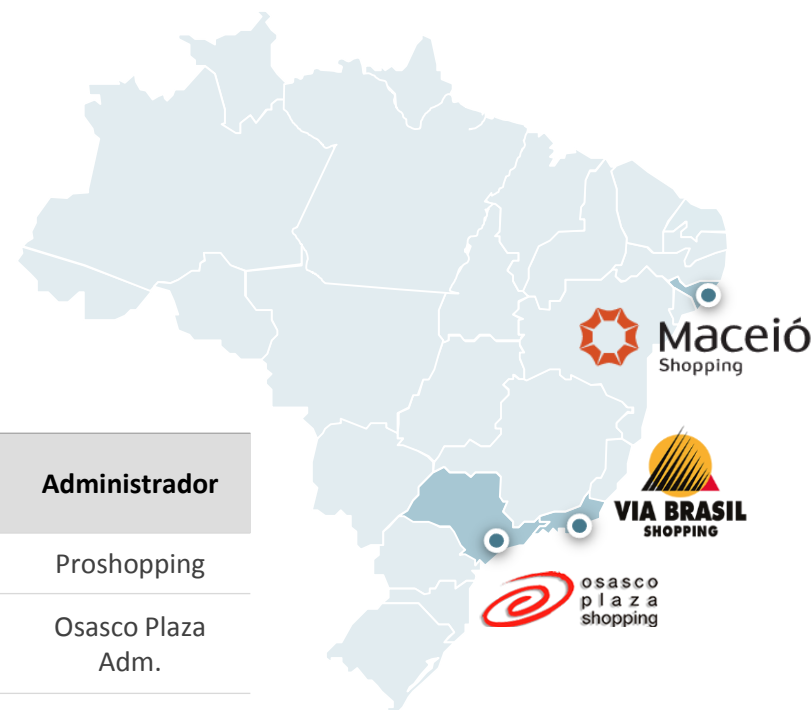 Maceió
Shopping
VIA BRASIL
SHOPPING
osasco
plaza
shopping
Administrador
Proshopping
Osasco Plaza
Adm.